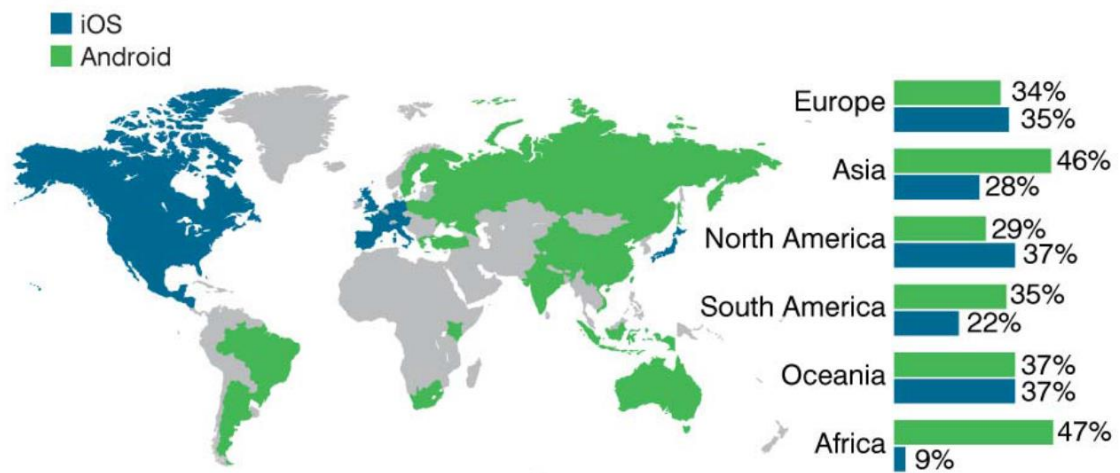 iOS
Android
Europe
34%
35%
Asia
46%
28%
North America
29%
37%
South America
35%
22%
Oceania
37%
37%
Africa
47%
9%